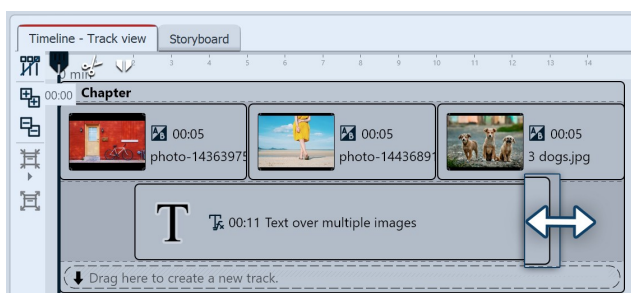 Timeline - Track view
Storyboard
0 min
3 4 5 6 7 8 9 10 11 12 13 14
00:00
Chapter
00:05
photo-14363975
00:05
photo-1443689
00:05
3 dogs.jpg
T
00:11 Text over multiple images
Drag here to create a new track.